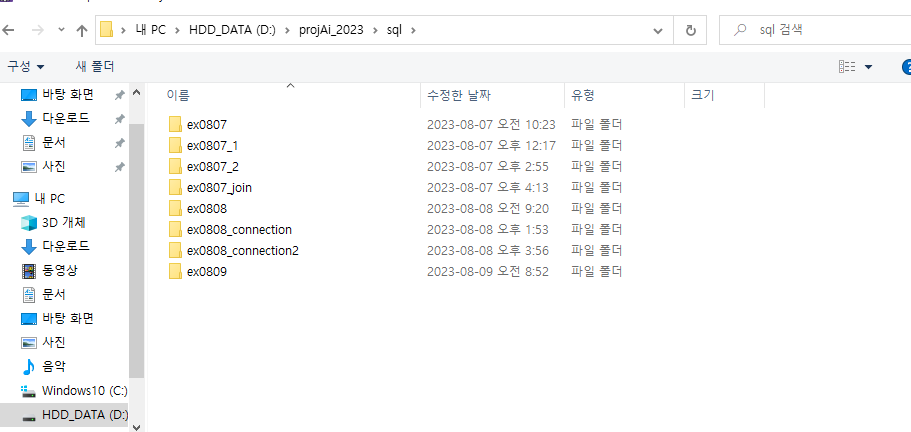 내 PC > HDD_DATA (D:) > projAi_2023 > sql >
sql 검색
구성 새 폴더
바탕 화면
다운로드
문서
사진
내 PC
3D 개체
다운로드
동영상
문서
바탕 화면
사진
음악
Windows10 (C:)
HDD_DATA (D:)
이름 수정한 날짜 유형 크기
ex0807 2023-08-07 오전 10:23 파일 폴더
ex0807_1 2023-08-07 오후 12:17 파일 폴더
ex0807_2 2023-08-07 오후 2:55 파일 폴더
ex0807_join 2023-08-07 오후 4:13 파일 폴더
ex0808 2023-08-08 오전 9:20 파일 폴더
ex0808_connection 2023-08-08 오후 1:53 파일 폴더
ex0808_connection2 2023-08-08 오후 3:56 파일 폴더
ex0809 2023-08-09 오전 8:52 파일 폴더